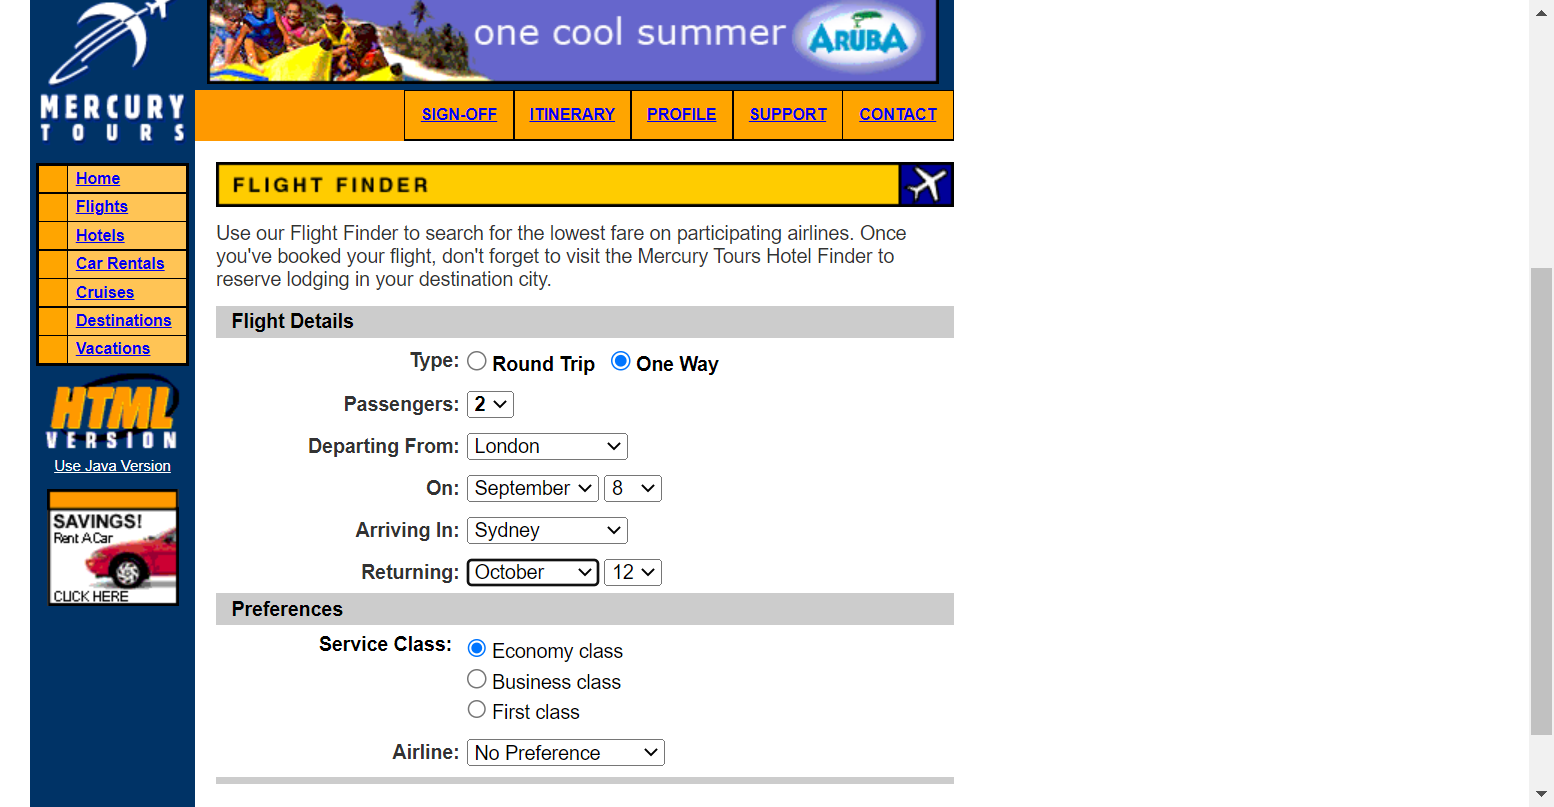 one cool summer ARUBA
MERCURY
TOURS
SIGN-OFF ITINERARY PROFILE SUPPORT CONTACT
Home
Flights
Hotels
Car Rentals
Cruises
Destinations
Vacations
HTML
VERSION
Use Java Version
SAVINGS!
Rent A Car
CLICK HERE
FLIGHT FINDER
Use our Flight Finder to search for the lowest fare on participating airlines. Once
you've booked your flight, don't forget to visit the Mercury Tours Hotel Finder to
reserve lodging in your destination city.
Flight Details
Type: Round Trip One Way
Passengers: 2
Departing From: London
On: September 8
Arriving In: Sydney
Returning: October 12
Preferences
Service Class: Economy class
Business class
First class
Airline: No Preference